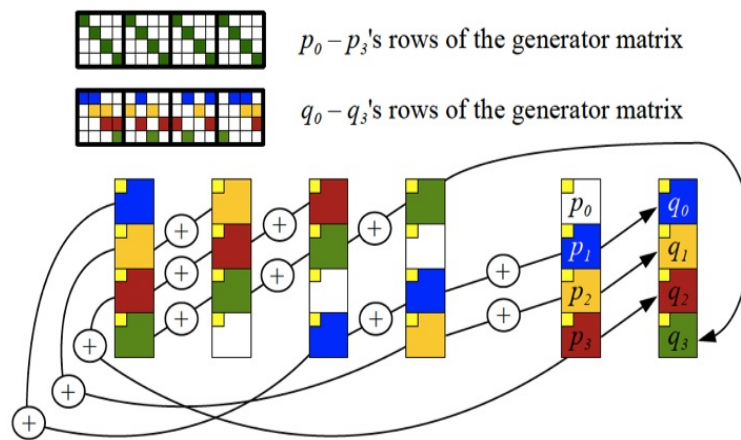 p0 – p3's rows of the generator matrix
q0 – q3's rows of the generator matrix
p0 q0
p1 q1
p2 q2
p3 q3